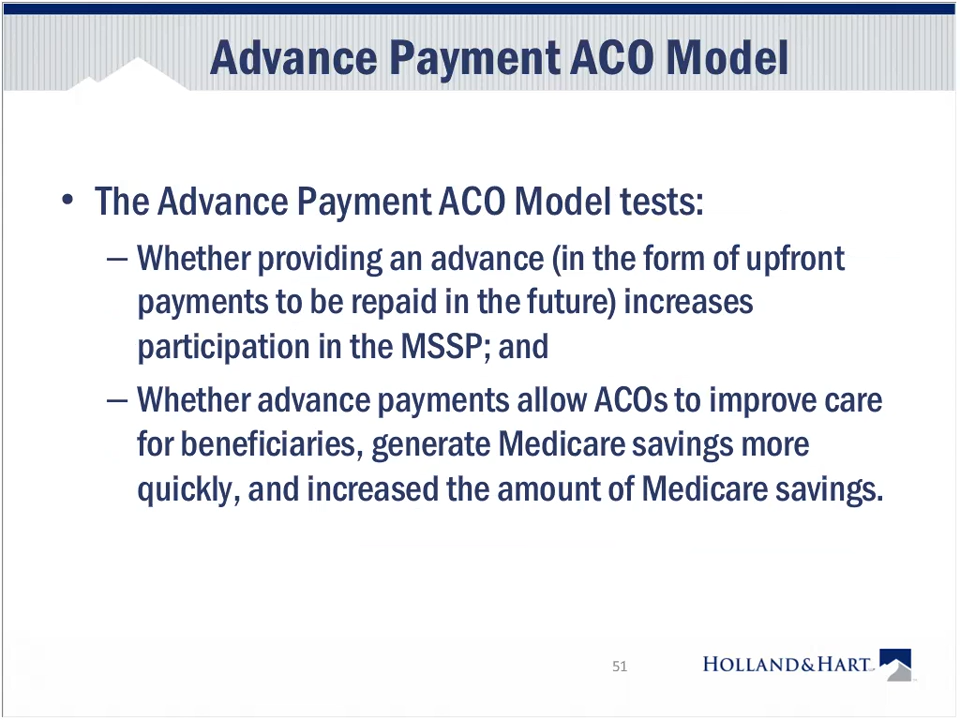 Advance Payment ACO Model
• The Advance Payment ACO Model tests:
– Whether providing an advance (in the form of upfront
payments to be repaid in the future) increases
participation in the MSSP; and
– Whether advance payments allow ACOs to improve care
for beneficiaries, generate Medicare savings more
quickly, and increased the amount of Medicare savings.
51
HOLLAND&HART